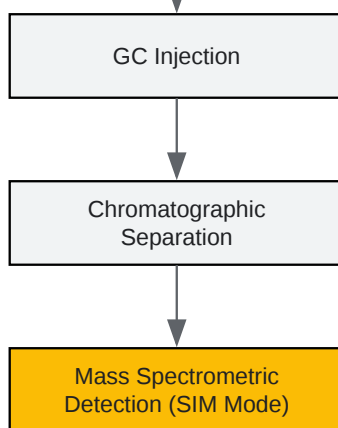 GC Injection
Chromatographic
Separation
Mass Spectrometric
Detection (SIM Mode)